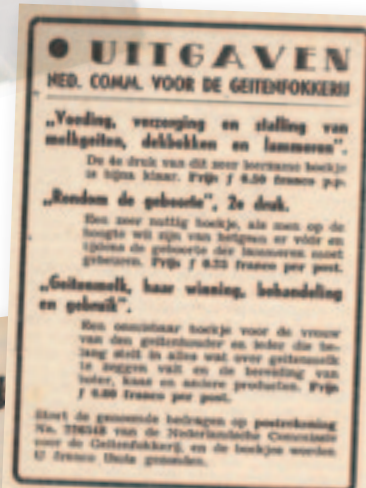 ● UITGAVEN
NED. COMM. VOOR DE GEITENFOKKERIJ
„Voeding, verzorging en stalling van
melkgeiten, dekbokken en lammeren”.
De 4e druk van dit zeer leerzame boekje
is bijna klaar. Prijs ƒ 0.50 franco p.p.
„Rondom de geboorte”, 2e druk.
Een zeer nuttig boekje, als men op de
hoogte wil zijn van hetgeen er vóór en
tijdens de geboorte der lammeren moet
gebeuren. Prijs ƒ franco per post.
„Geitenmelk, haar winning, behandeling
en gebruik”.
Een onmisbaar boekje voor de vrouw
van den geitenhouder en ieder die be-
lang stelt in alles wat over geitenmelk
te zeggen valt en de bereiding van
boter, kaas en andere producten. Prijs
ƒ franco per post.
Stort de genoemde bedragen op postrekening
No. van de Nederlandsche Commissie
voor de Geitenfokkerij, en de boekjes worden
U franco thuis gezonden.